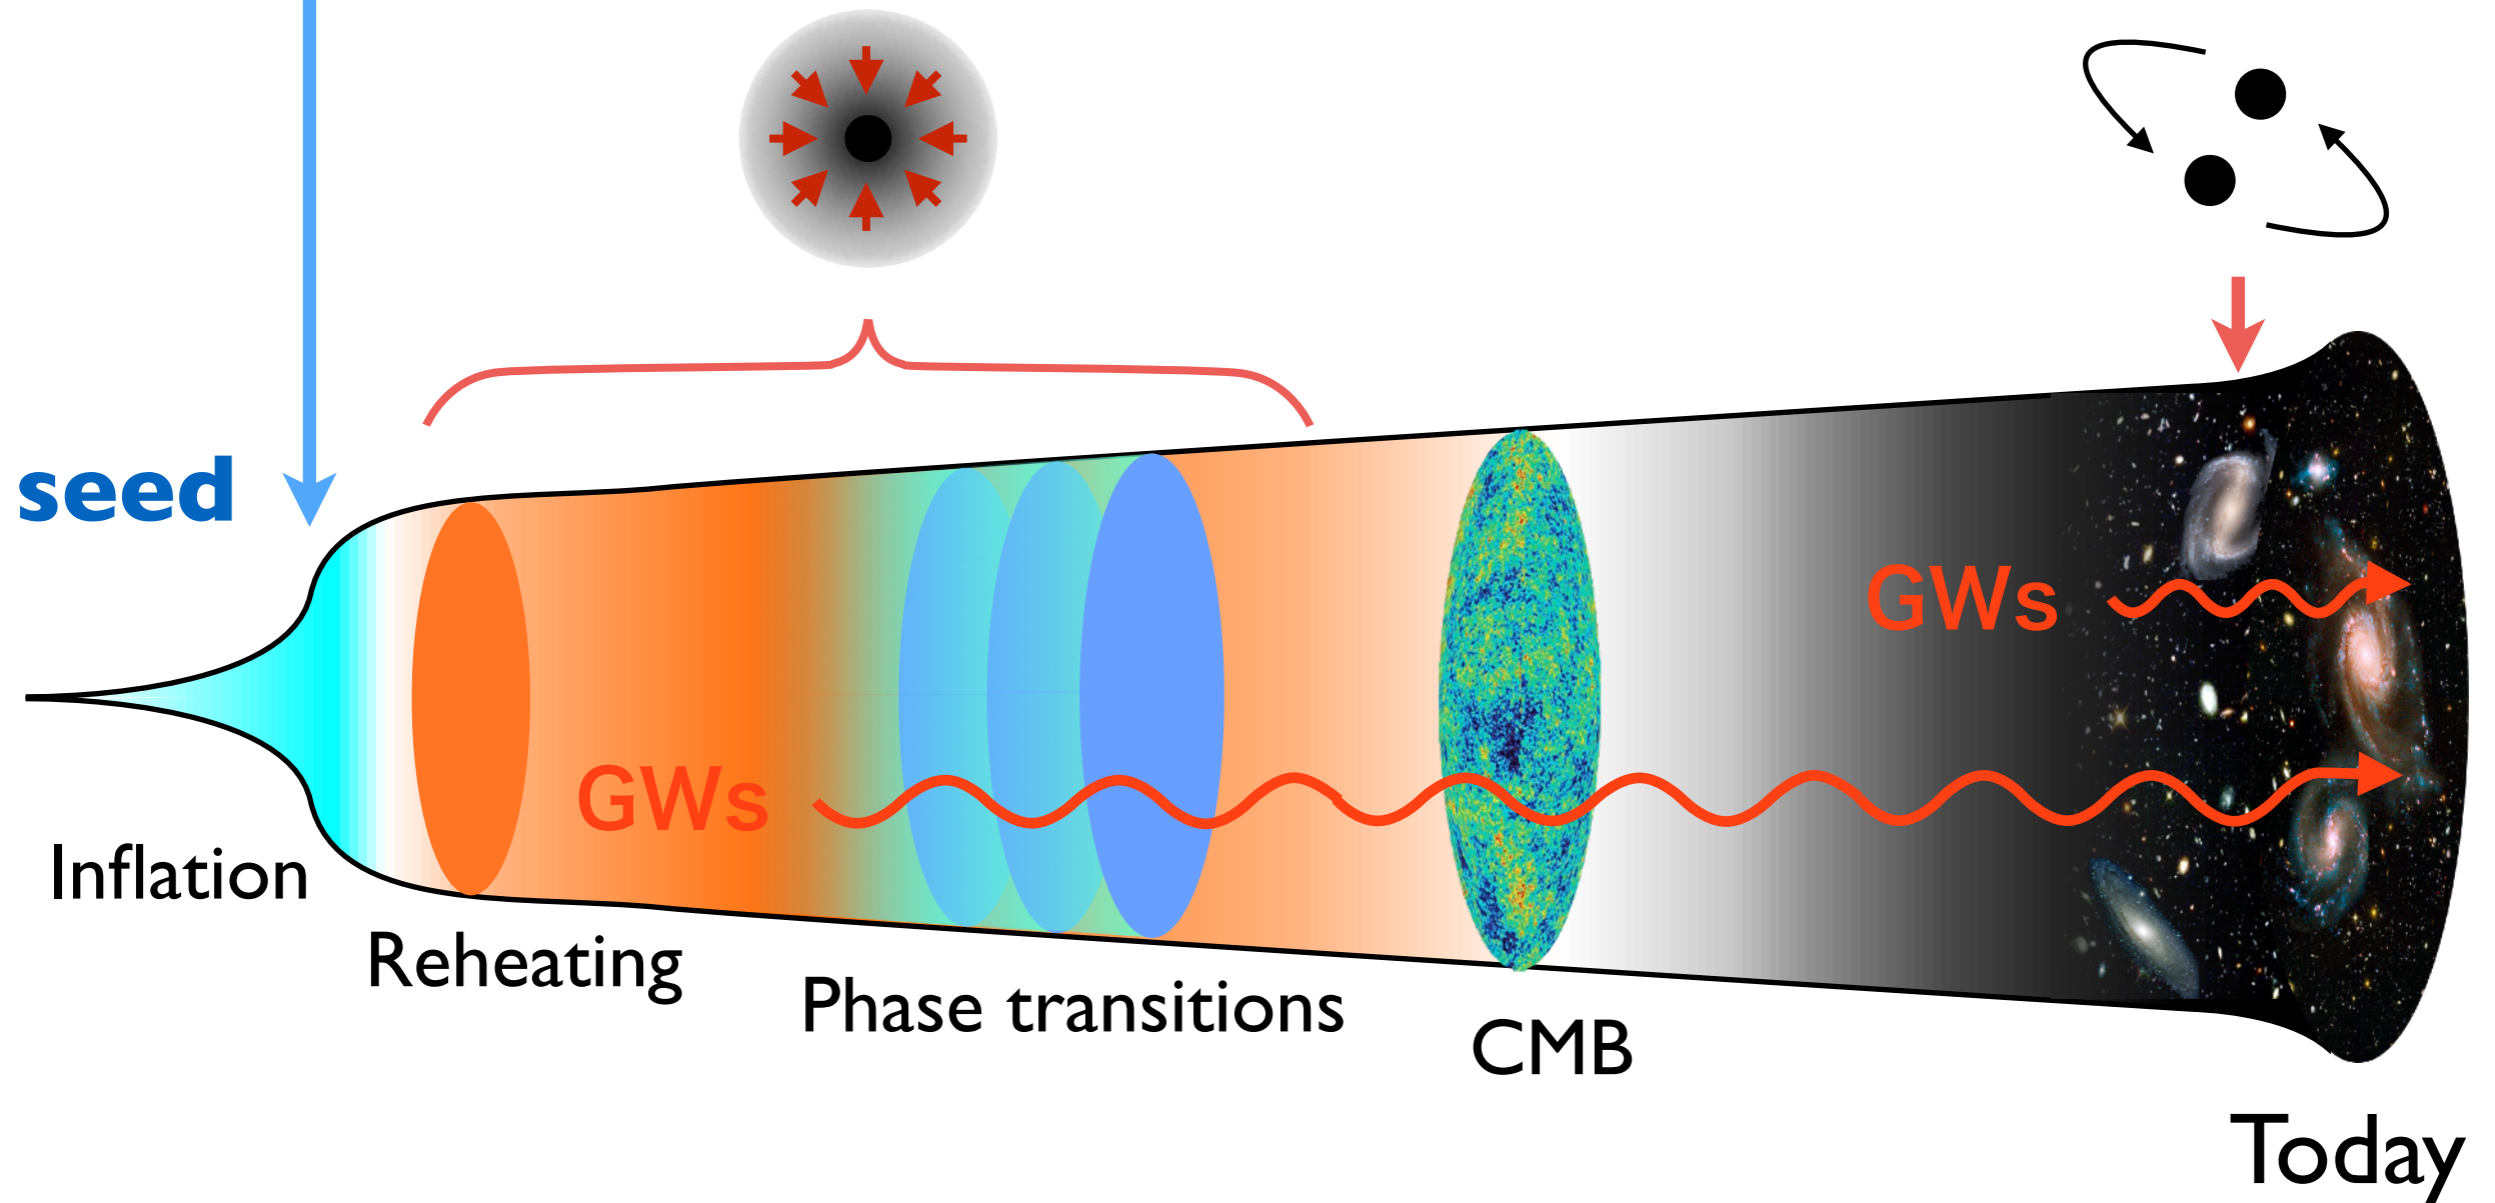 seed
GWs
GWs
Inflation
Reheating
Phase transitions
CMB
Today